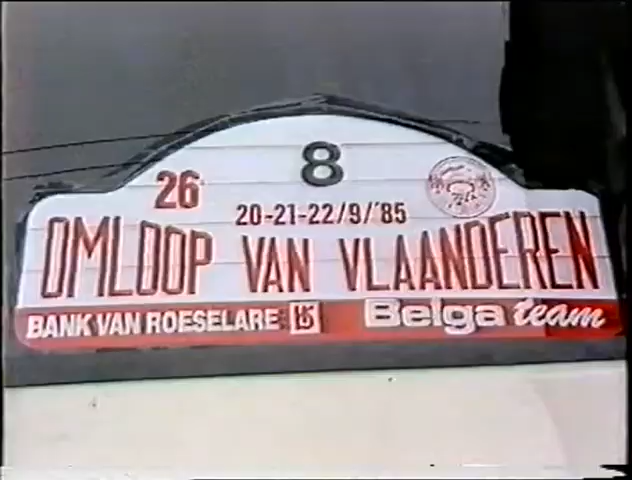 8
26
20-21-22/9/'85
OMLOOP VAN VLAANDEREN
BANK VAN ROESELARE Belga team